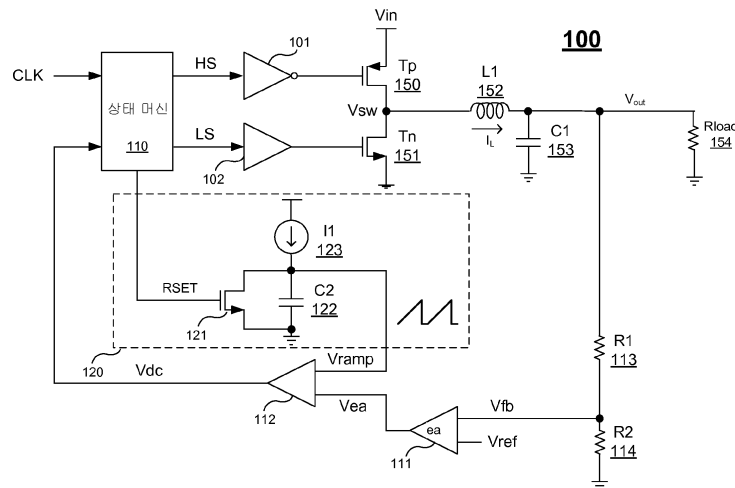 Vin
100
101
CLK
HS
Tp
150
L1
152
상태 머신
110
Vsw
Vout
Rload
154
IL
C1
153
LS
Tn
151
102
I1
123
RSET
C2
122
121
R1
113
120
Vdc
Vramp
112
Vea
Vfb
ea
Vref
111
R2
114